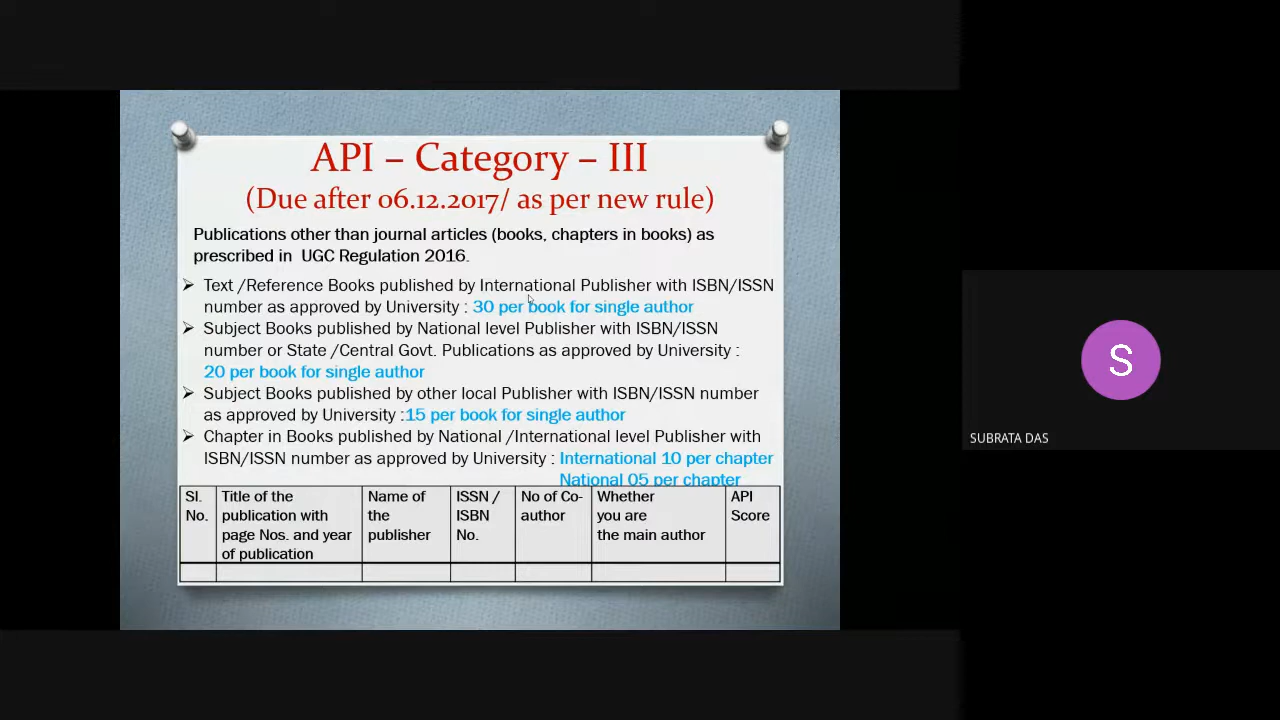 API – Category – III
(Due after 06.12.2017/ as per new rule)
Publications other than journal articles (books, chapters in books) as
prescribed in UGC Regulation 2016.
➢ Text /Reference Books published by International Publisher with ISBN/ISSN
number as approved by University : 30 per book for single author
➢ Subject Books published by National level Publisher with ISBN/ISSN
number or State /Central Govt. Publications as approved by University :
20 per book for single author
➢ Subject Books published by other local Publisher with ISBN/ISSN number
as approved by University :15 per book for single author
➢ Chapter in Books published by National /International level Publisher with
ISBN/ISSN number as approved by University : International 10 per chapter
National 05 per chapter
Sl.
No.
Title of the
publication with
page Nos. and year
of publication
Name of
the
publisher
ISSN /
ISBN
No.
No of Co-
author
Whether
you are
the main author
API
Score
S
SUBRATA DAS